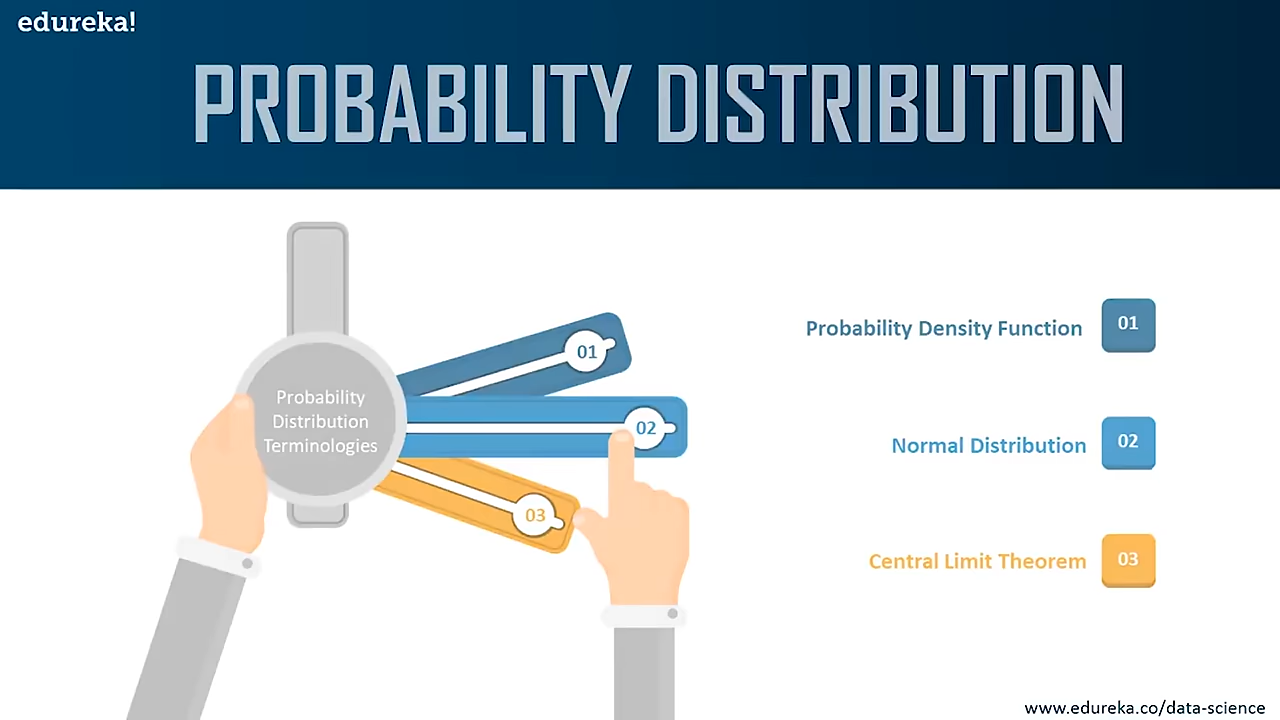 edureka!
PROBABILITY DISTRIBUTION
Probability
Distribution
Terminologies
01
02
03
Probability Density Function 01
Normal Distribution 02
Central Limit Theorem 03
www.edureka.co/data-science